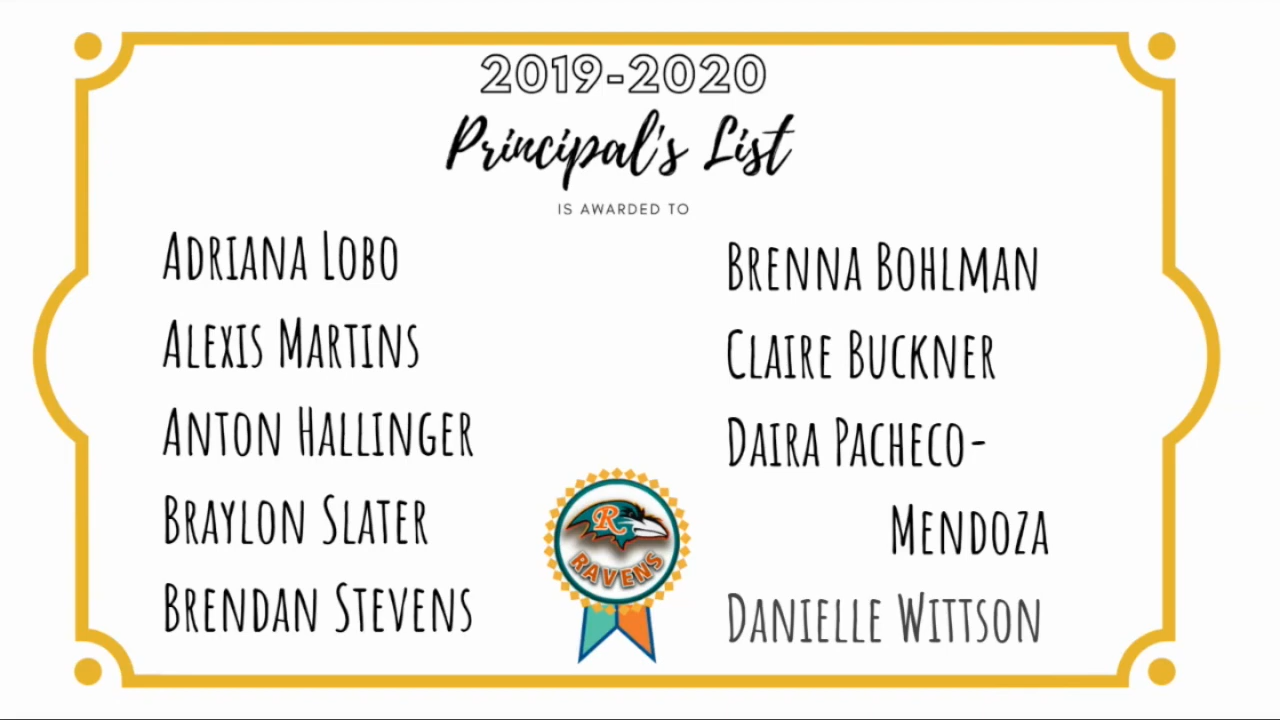 2019-2020
Principal's List
IS AWARDED TO
ADRIANA LOBO
ALEXIS MARTINS
ANTON HALLINGER
BRAYLON SLATER
BRENDAN STEVENS
BRENNA BOHLMAN
CLAIRE BUCKNER
DAIRA PACHECO-
MENDOZA
DANIELLE WITTSON
R
RAVENS